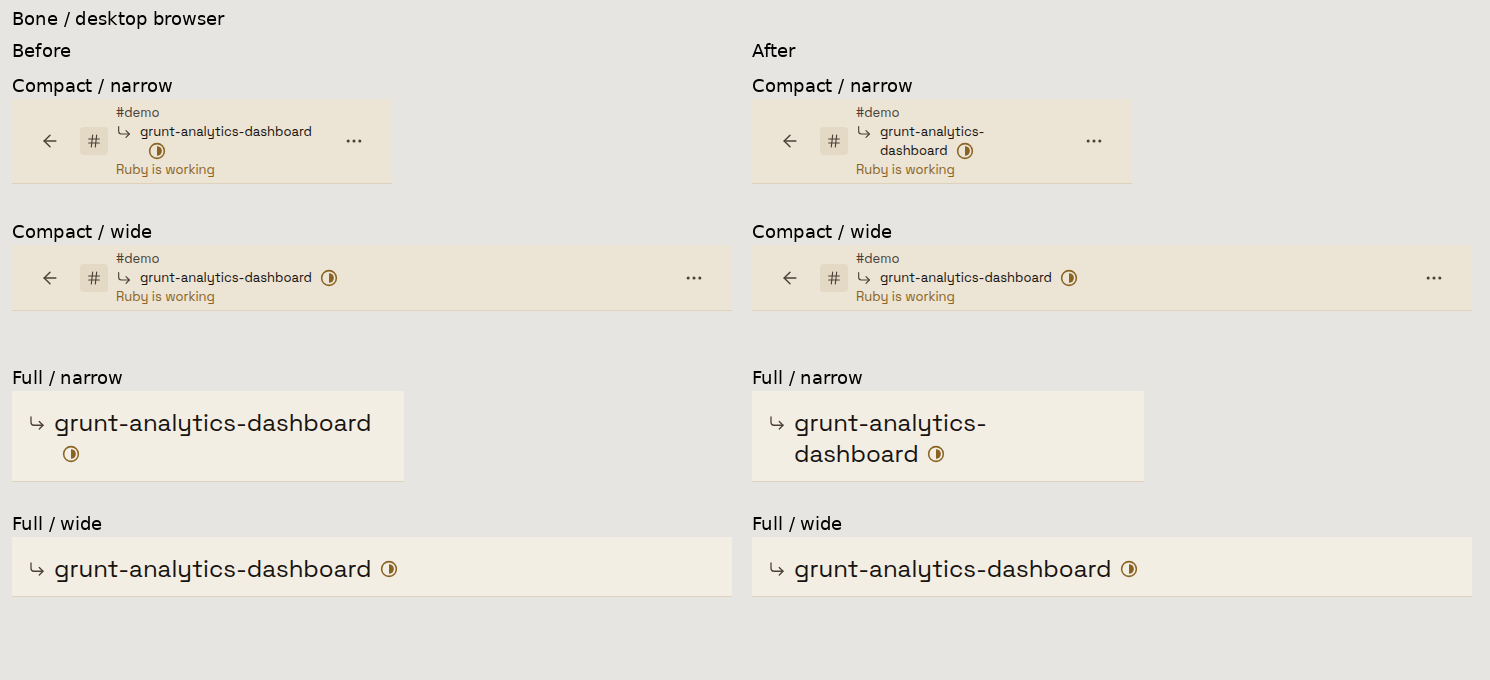 Bone / desktop browser
Before
Compact / narrow
#demo
grunt-analytics-dashboard
Ruby is working
Compact / wide
#demo
grunt-analytics-dashboard
Ruby is working
Full / narrow
grunt-analytics-dashboard
Full / wide
grunt-analytics-dashboard
After
Compact / narrow
#demo
grunt-analytics-
dashboard
Ruby is working
Compact / wide
#demo
grunt-analytics-dashboard
Ruby is working
Full / narrow
grunt-analytics-
dashboard
Full / wide
grunt-analytics-dashboard